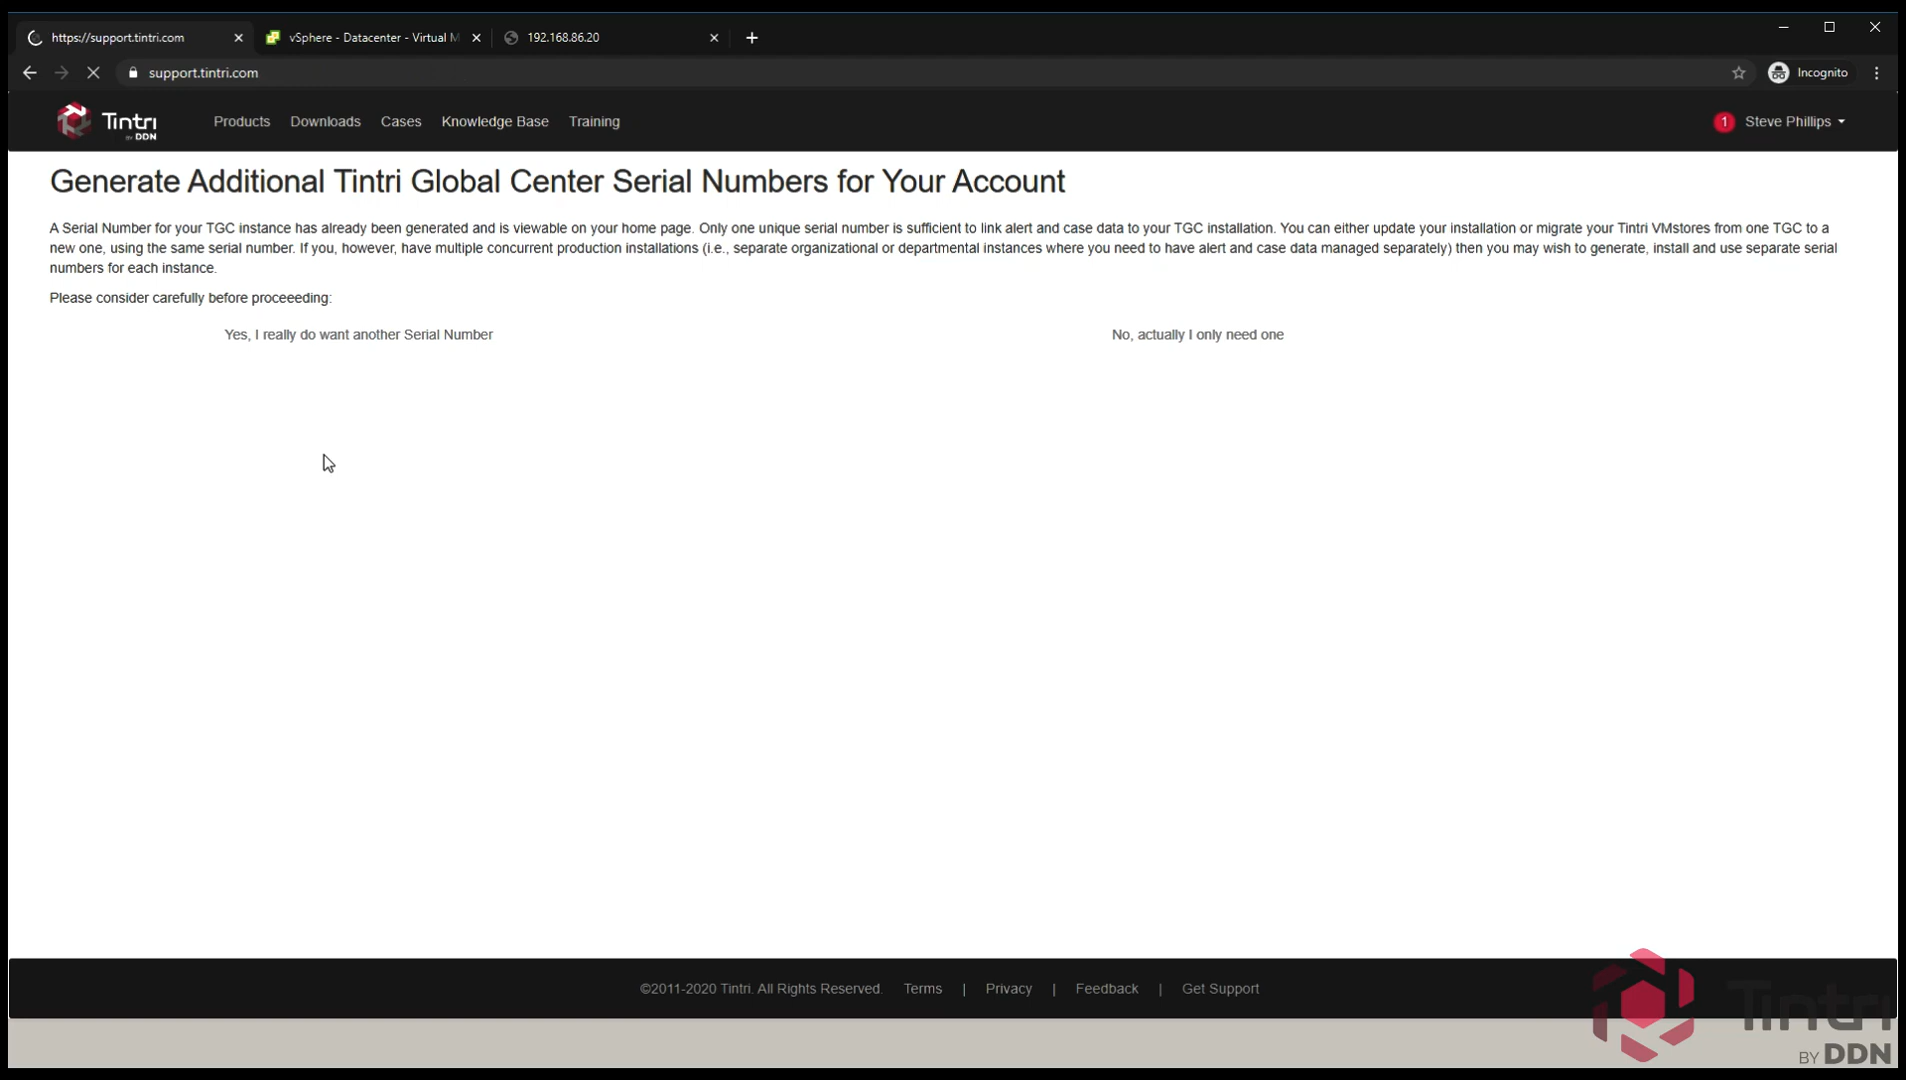 https://support.tintri.com
vSphere - Datacenter - Virtual M
192.168.86.20
support.tintri.com
Incognito
Tintri
BY DDN
Products
Downloads
Cases
Knowledge Base
Training
1
Steve Phillips
Generate Additional Tintri Global Center Serial Numbers for Your Account
A Serial Number for your TGC instance has already been generated and is viewable on your home page. Only one unique serial number is sufficient to link alert and case data to your TGC installation. You can either update your installation or migrate your Tintri VMstores from one TGC to a
new one, using the same serial number. If you, however, have multiple concurrent production installations (i.e., separate organizational or departmental instances where you need to have alert and case data managed separately) then you may wish to generate, install and use separate serial
numbers for each instance.
Please consider carefully before proceeeding:
Yes, I really do want another Serial Number
No, actually I only need one
©2011-2020 Tintri. All Rights Reserved.
Terms | Privacy | Feedback | Get Support
Tintri
BY DDN